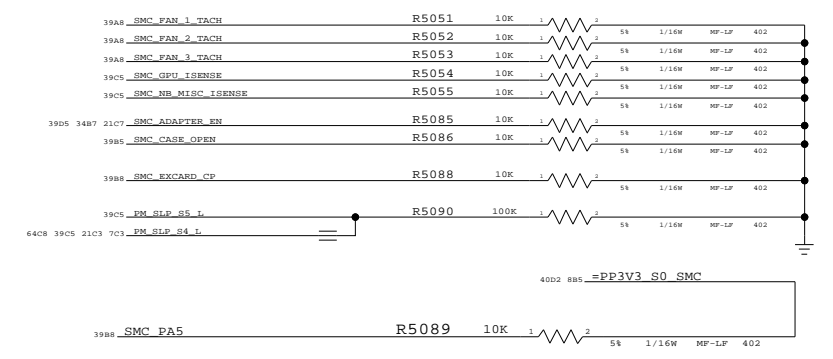 39A8 SMC_FAN_1_TACH R5051 10K 1 2
5% 1/16W MF-LF 402
39A8 SMC_FAN_2_TACH R5052 10K 1 2
5% 1/16W MF-LF 402
39A8 SMC_FAN_3_TACH R5053 10K 1 2
5% 1/16W MF-LF 402
39C5 SMC_GPU_ISENSE R5054 10K 1 2
5% 1/16W MF-LF 402
39C5 SMC_NB_MISC_ISENSE R5055 10K 1 2
5% 1/16W MF-LF 402
39D5 34B7 21C7 SMC_ADAPTER_EN R5085 10K 1 2
5% 1/16W MF-LF 402
39B5 SMC_CASE_OPEN R5086 10K 1 2
5% 1/16W MF-LF 402
39B8 SMC_EXCARD_CP R5088 10K 1 2
5% 1/16W MF-LF 402
39C5 PM_SLP_S5_L R5090 100K 1 2
5% 1/16W MF-LF 402
64C8 39C5 21C3 7C3 PM_SLP_S4_L
40D2 8B5 =PP3V3_S0_SMC
39B8 SMC_PA5 R5089 10K 1 2
5% 1/16W MF-LF 402